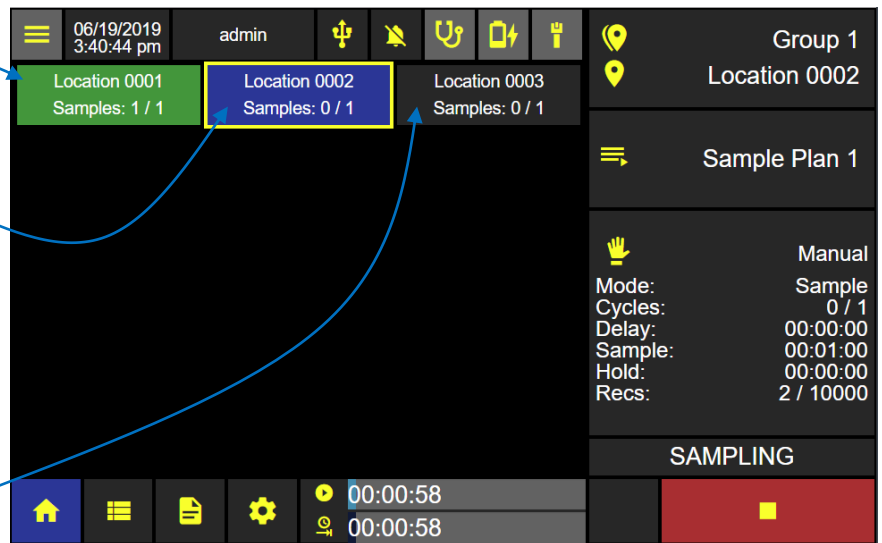 06/19/2019
3:40:44 pm
admin
Location 0001
Samples: 1 / 1
Location 0002
Samples: 0 / 1
Location 0003
Samples: 0 / 1
Group 1
Location 0002
Sample Plan 1
Manual
Mode: Sample
Cycles: 0 / 1
Delay: 00:00:00
Sample: 00:01:00
Hold: 00:00:00
Recs: 2 / 10000
SAMPLING
00:00:58
00:00:58